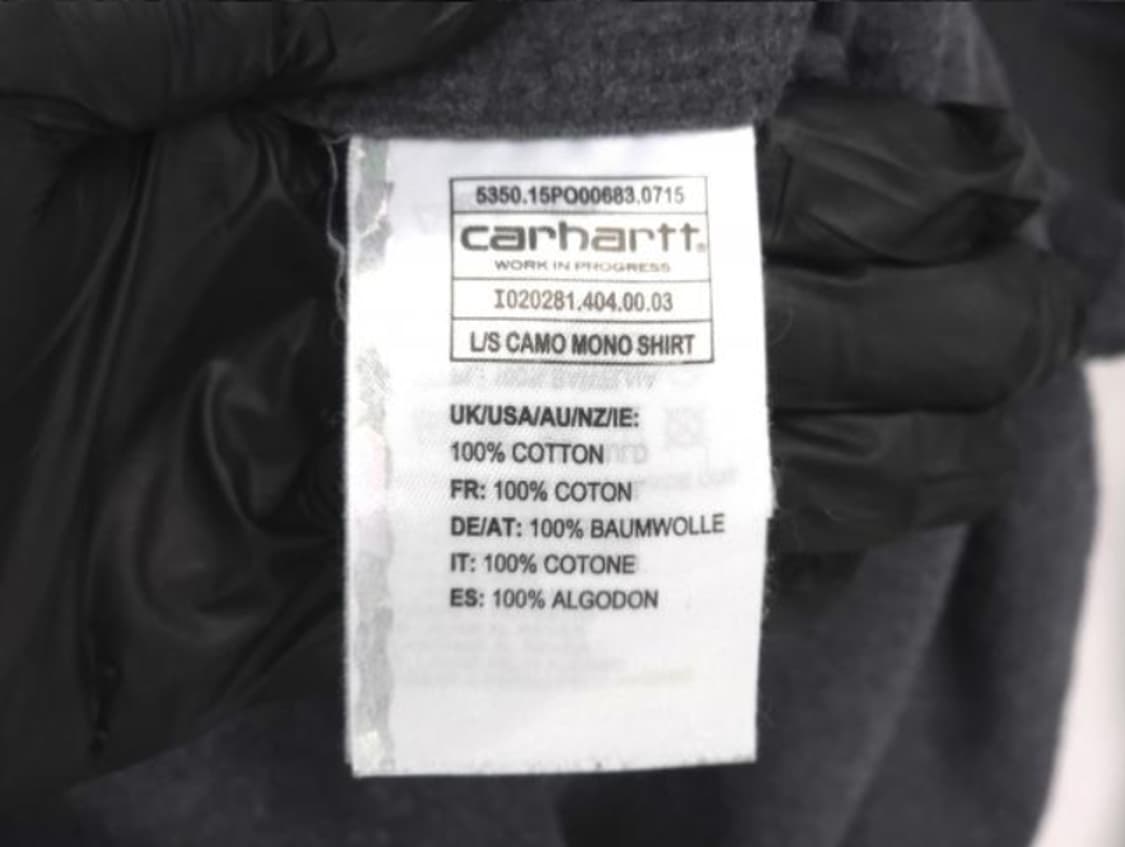 5350.15PO00683.0715
carhartt®
WORK IN PROGRESS
I020281.404.00.03
L/S CAMO MONO SHIRT
UK/USA/AU/NZ/IE:
100% COTTON
FR: 100% COTON
DE/AT: 100% BAUMWOLLE
IT: 100% COTONE
ES: 100% ALGODON